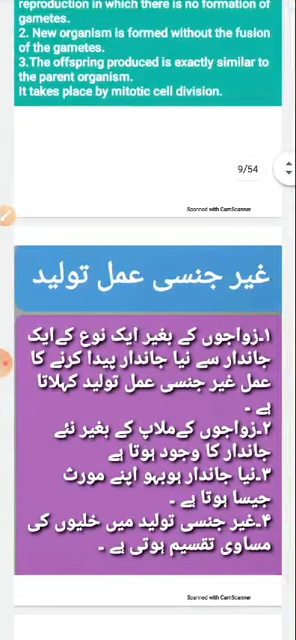 reproduction in which there is no formation of
gametes.
2. New organism is formed without the fusion
of the gametes.
3.The offspring produced is exactly similar to
the parent organism.
It takes place by mitotic cell division.
9/54
Scanned with CamScanner
غیر جنسی عمل تولید
۱۔زواجوں کے بغیر ایک نوع کےایک
جاندار سے نیا جاندار پیدا کرنے کا
عمل غیر جنسی عمل تولید کہلاتا
ہے ۔
۲۔زواجوں کےملاپ کے بغیر نئے
جاندار کا وجود ہوتا ہے
۳۔نیا جاندار ہوبہو اپنے مورث
جیسا ہوتا ہے ۔
۴۔غیر جنسی تولید میں خلیوں کی
مساوی تقسیم ہوتی ہے ۔
Scanned with CamScanner